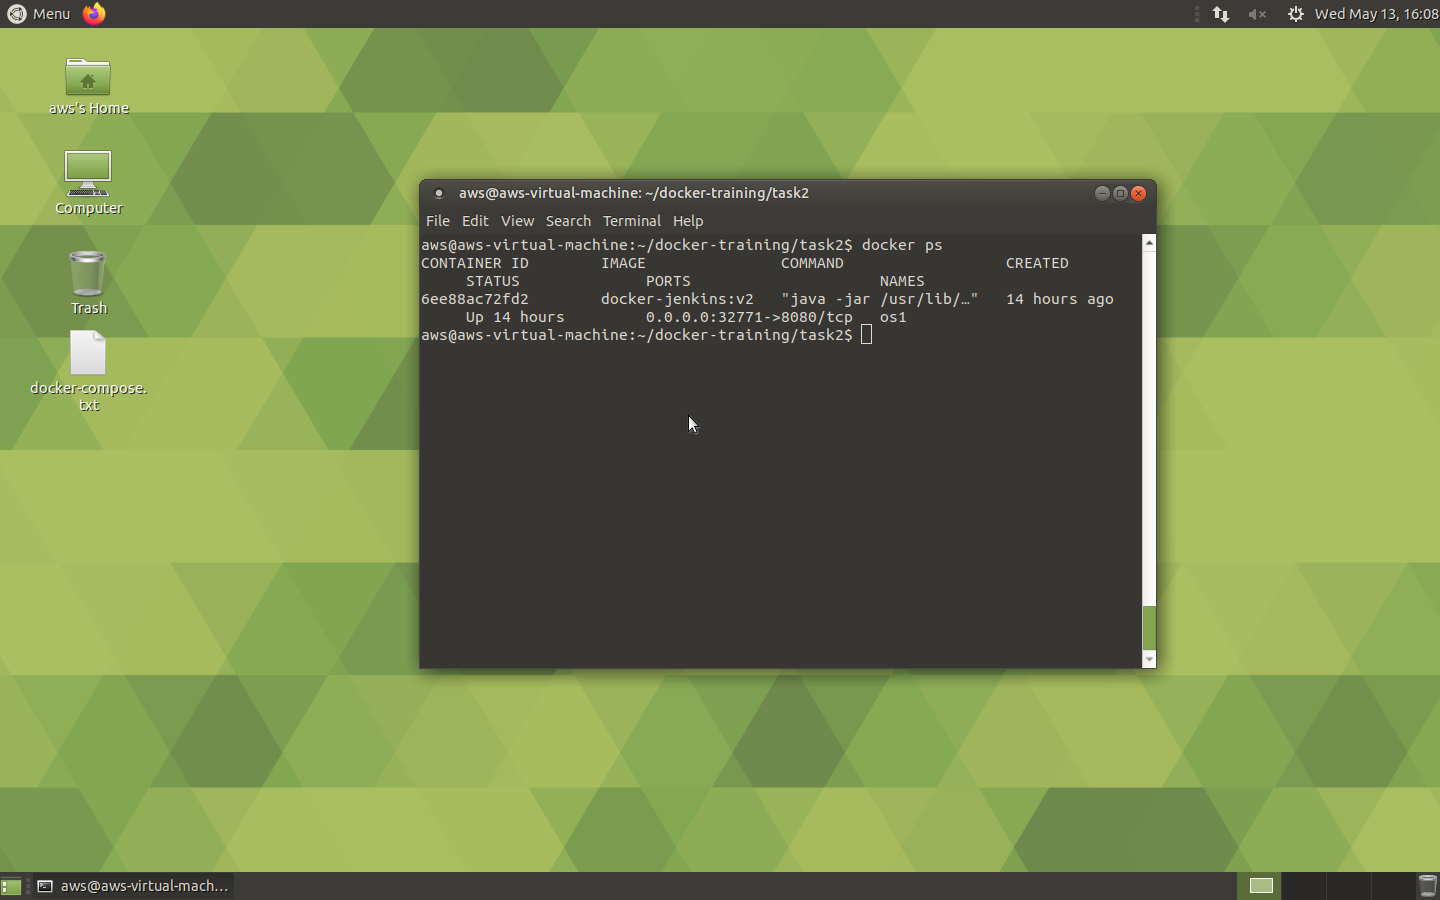 Menu
Wed May 13, 16:08
aws's Home
Computer
Trash
docker-compose.
txt
aws@aws-virtual-machine: ~/docker-training/task2
File Edit View Search Terminal Help
aws@aws-virtual-machine:~/docker-training/task2$ docker ps
CONTAINER ID        IMAGE               COMMAND                  CREATED
     STATUS              PORTS                     NAMES
6ee88ac72fd2        docker-jenkins:v2   "java -jar /usr/lib/…"   14 hours ago
     Up 14 hours         0.0.0.0:32771->8080/tcp   os1
aws@aws-virtual-machine:~/docker-training/task2$
aws@aws-virtual-mach…